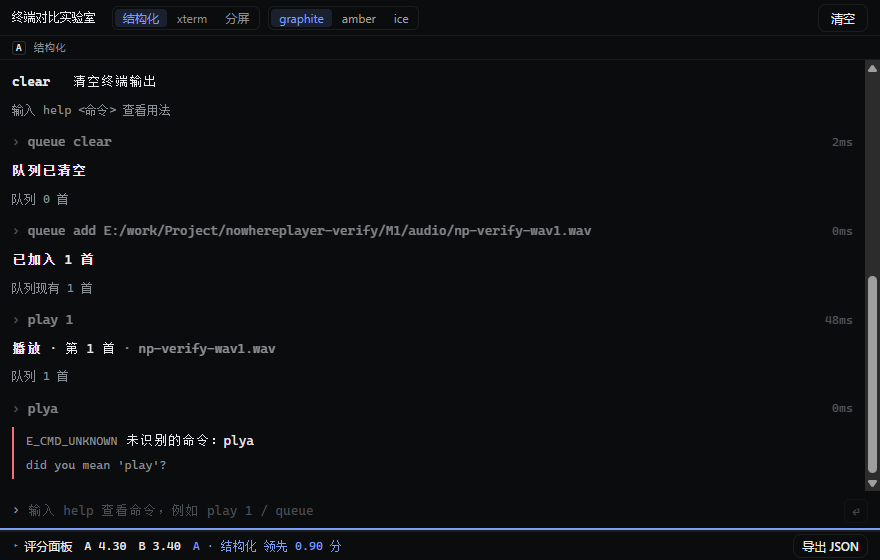 终端对比实验室 结构化 xterm 分屏 graphite amber ice 清空
A 结构化
clear 清空终端输出
输入 help <命令> 查看用法
› queue clear 2ms
队列已清空
队列 0 首
› queue add E:/work/Project/nowhereplayer-verify/M1/audio/np-verify-wav1.wav 0ms
已加入 1 首
队列现有 1 首
› play 1 48ms
播放 · 第 1 首 · np-verify-wav1.wav
队列 1 首
› plya 0ms
E_CMD_UNKNOWN 未识别的命令：plya
did you mean 'play'?
› 输入 help 查看命令，例如 play 1 / queue ↵
‣ 评分面板 A 4.30 B 3.40 A · 结构化 领先 0.90 分 导出 JSON